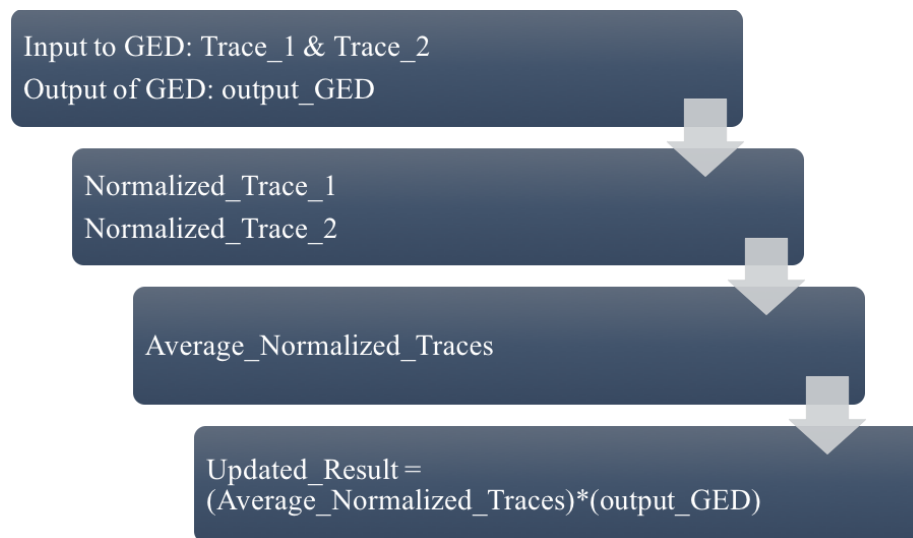 Input to GED: Trace_1 & Trace_2
Output of GED: output_GED
Normalized_Trace_1
Normalized_Trace_2
Average_Normalized_Traces
Updated_Result =
(Average_Normalized_Traces)*(output_GED)